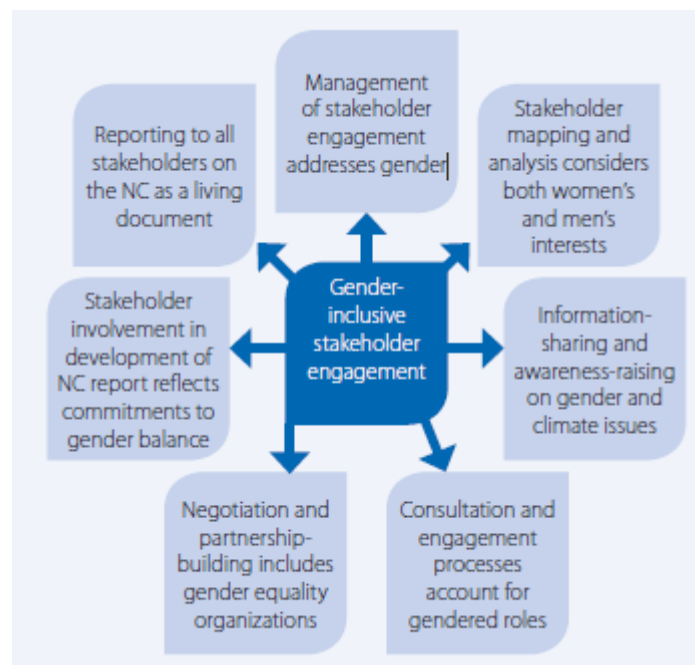 Management
of stakeholder
engagement
addresses gender
Stakeholder
mapping and
analysis considers
both women's
and men's
interests
Information-
sharing and
awareness-raising
on gender and
climate issues
Consultation and
engagement
processes
account for
gendered roles
Negotiation and
partnership-
building includes
gender equality
organizations
Stakeholder
involvement in
development of
NC report reflects
commitments to
gender balance
Reporting to all
stakeholders on
the NC as a living
document
Gender-
inclusive
stakeholder
engagement